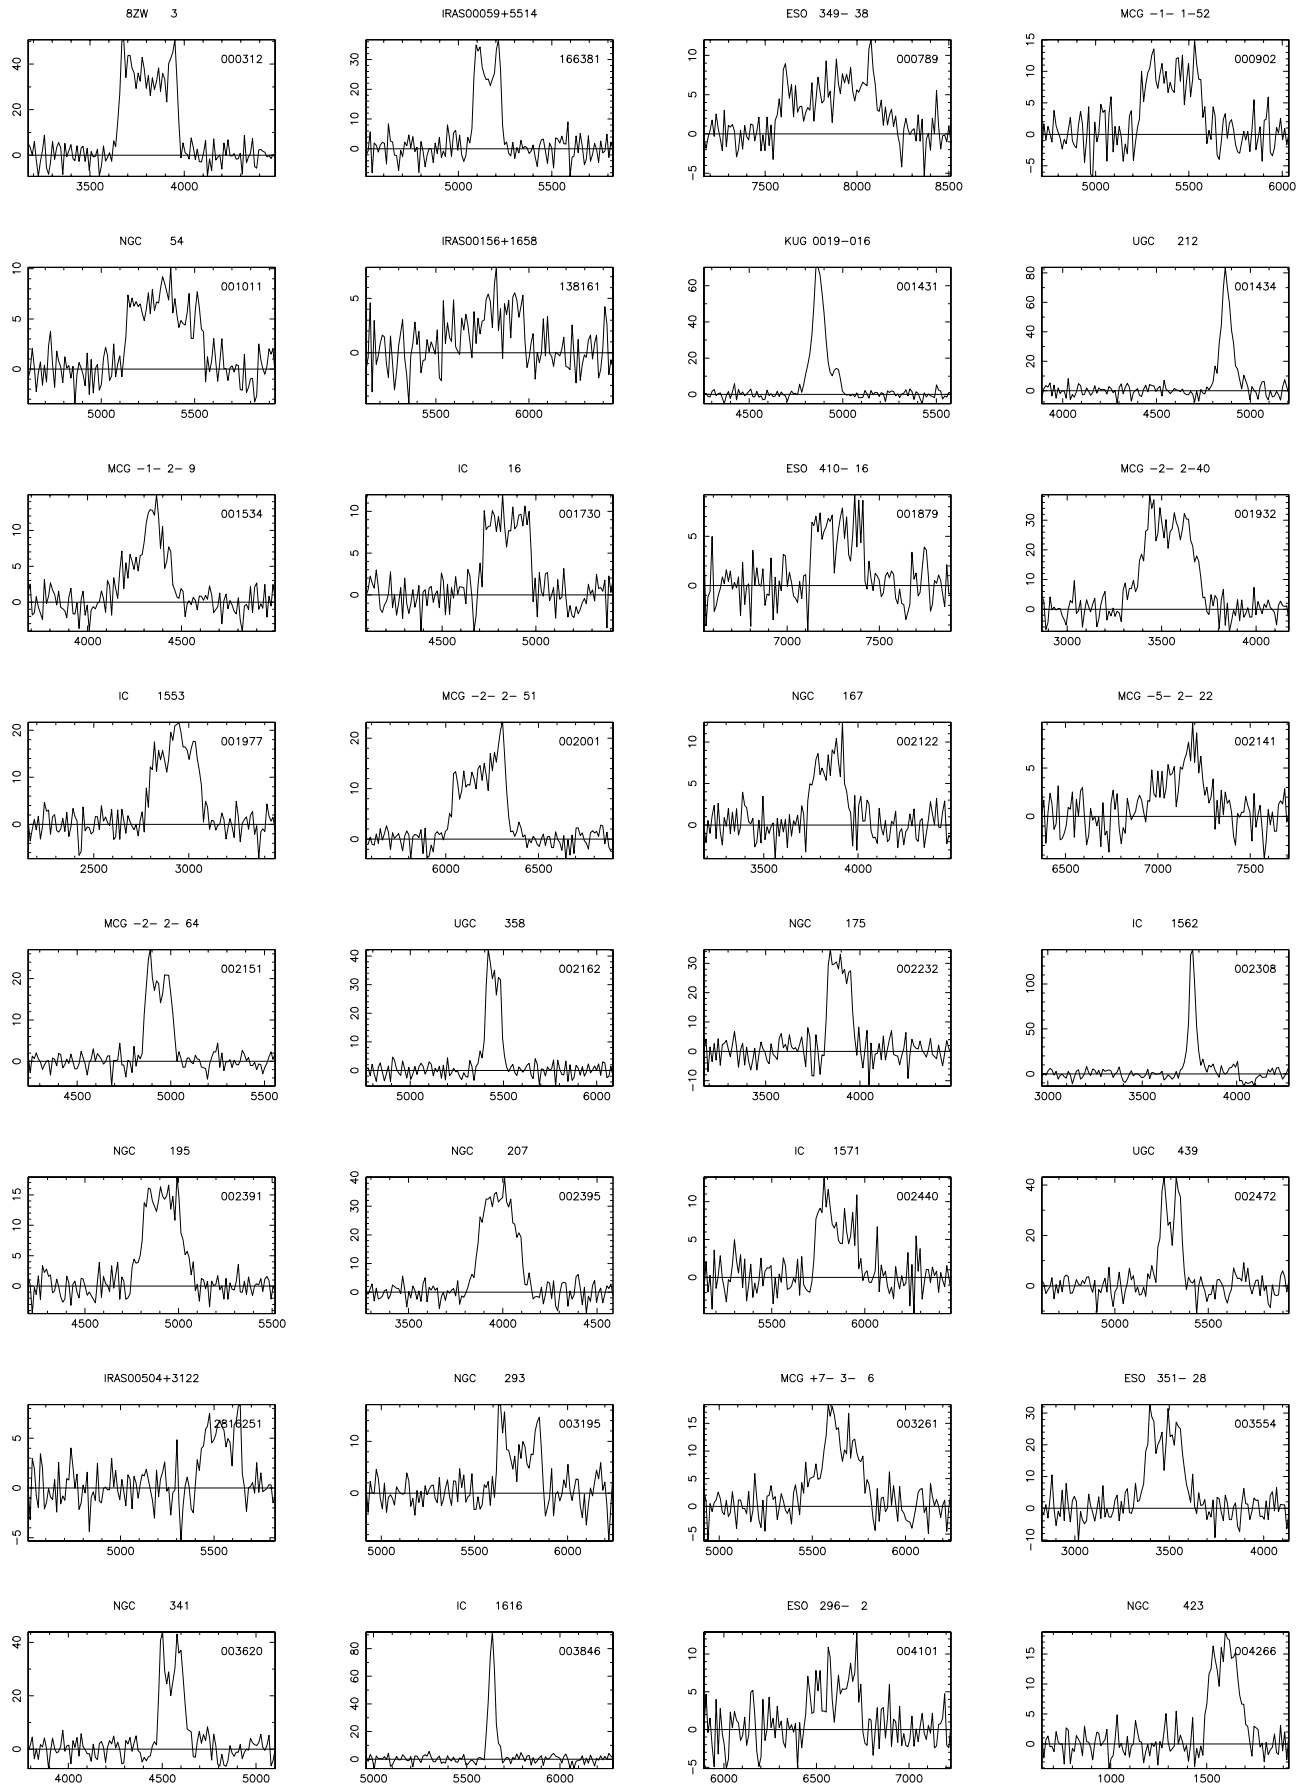 8ZW 3 IRAS00059+5514 ESO 349- 38 MCG -1- 1-52
000312 166381 000789 000902
0 20 40
0 10 20 30
-5 0 5 10
-5 0 5 10 15
3500 4000 5000 5500 7500 8000 8500 5000 5500 6000
NGC 54 IRAS00156+1658 KUG 0019-016 UGC 212
001011 138161 001431 001434
0 5 10
0 5
0 20 40 60
0 20 40 60 80
5000 5500 5500 6000 4500 5000 5500 4000 4500 5000
MCG -1- 2- 9 IC 16 ESO 410- 16 MCG -2- 2-40
001534 001730 001879 001932
0 5 10
0 5 10
0 5
0 10 20 30
4000 4500 4500 5000 7000 7500 3000 3500 4000
IC 1553 MCG -2- 2- 51 NGC 167 MCG -5- 2- 22
001977 002001 002122 002141
0 10 20
0 10 20
0 5 10
0 5
2500 3000 6000 6500 3500 4000 6500 7000 7500
MCG -2- 2- 64 UGC 358 NGC 175 IC 1562
002151 002162 002232 002308
0 10 20
0 10 20 30 40
-10 0 10 20 30
0 50 100
4500 5000 5500 5000 5500 6000 3500 4000 3000 3500 4000
NGC 195 NGC 207 IC 1571 UGC 439
002391 002395 002440 002472
0 5 10 15
0 10 20 30 40
0 5 10
0 20 40
4500 5000 5500 3500 4000 4500 5500 6000 5000 5500
IRAS00504+3122 NGC 293 MCG +7- 3- 6 ESO 351- 28
2816251 003195 003261 003554
-5 0 5
0 10
-5 0 5 10 15
-10 0 10 20 30
5000 5500 5000 5500 6000 5000 5500 6000 3000 3500 4000
NGC 341 IC 1616 ESO 296- 2 NGC 423
003620 003846 004101 004266
0 20 40
0 20 40 60 80
-5 0 5 10
0 5 10 15
4000 4500 5000 5000 5500 6000 6000 6500 7000 1000 1500